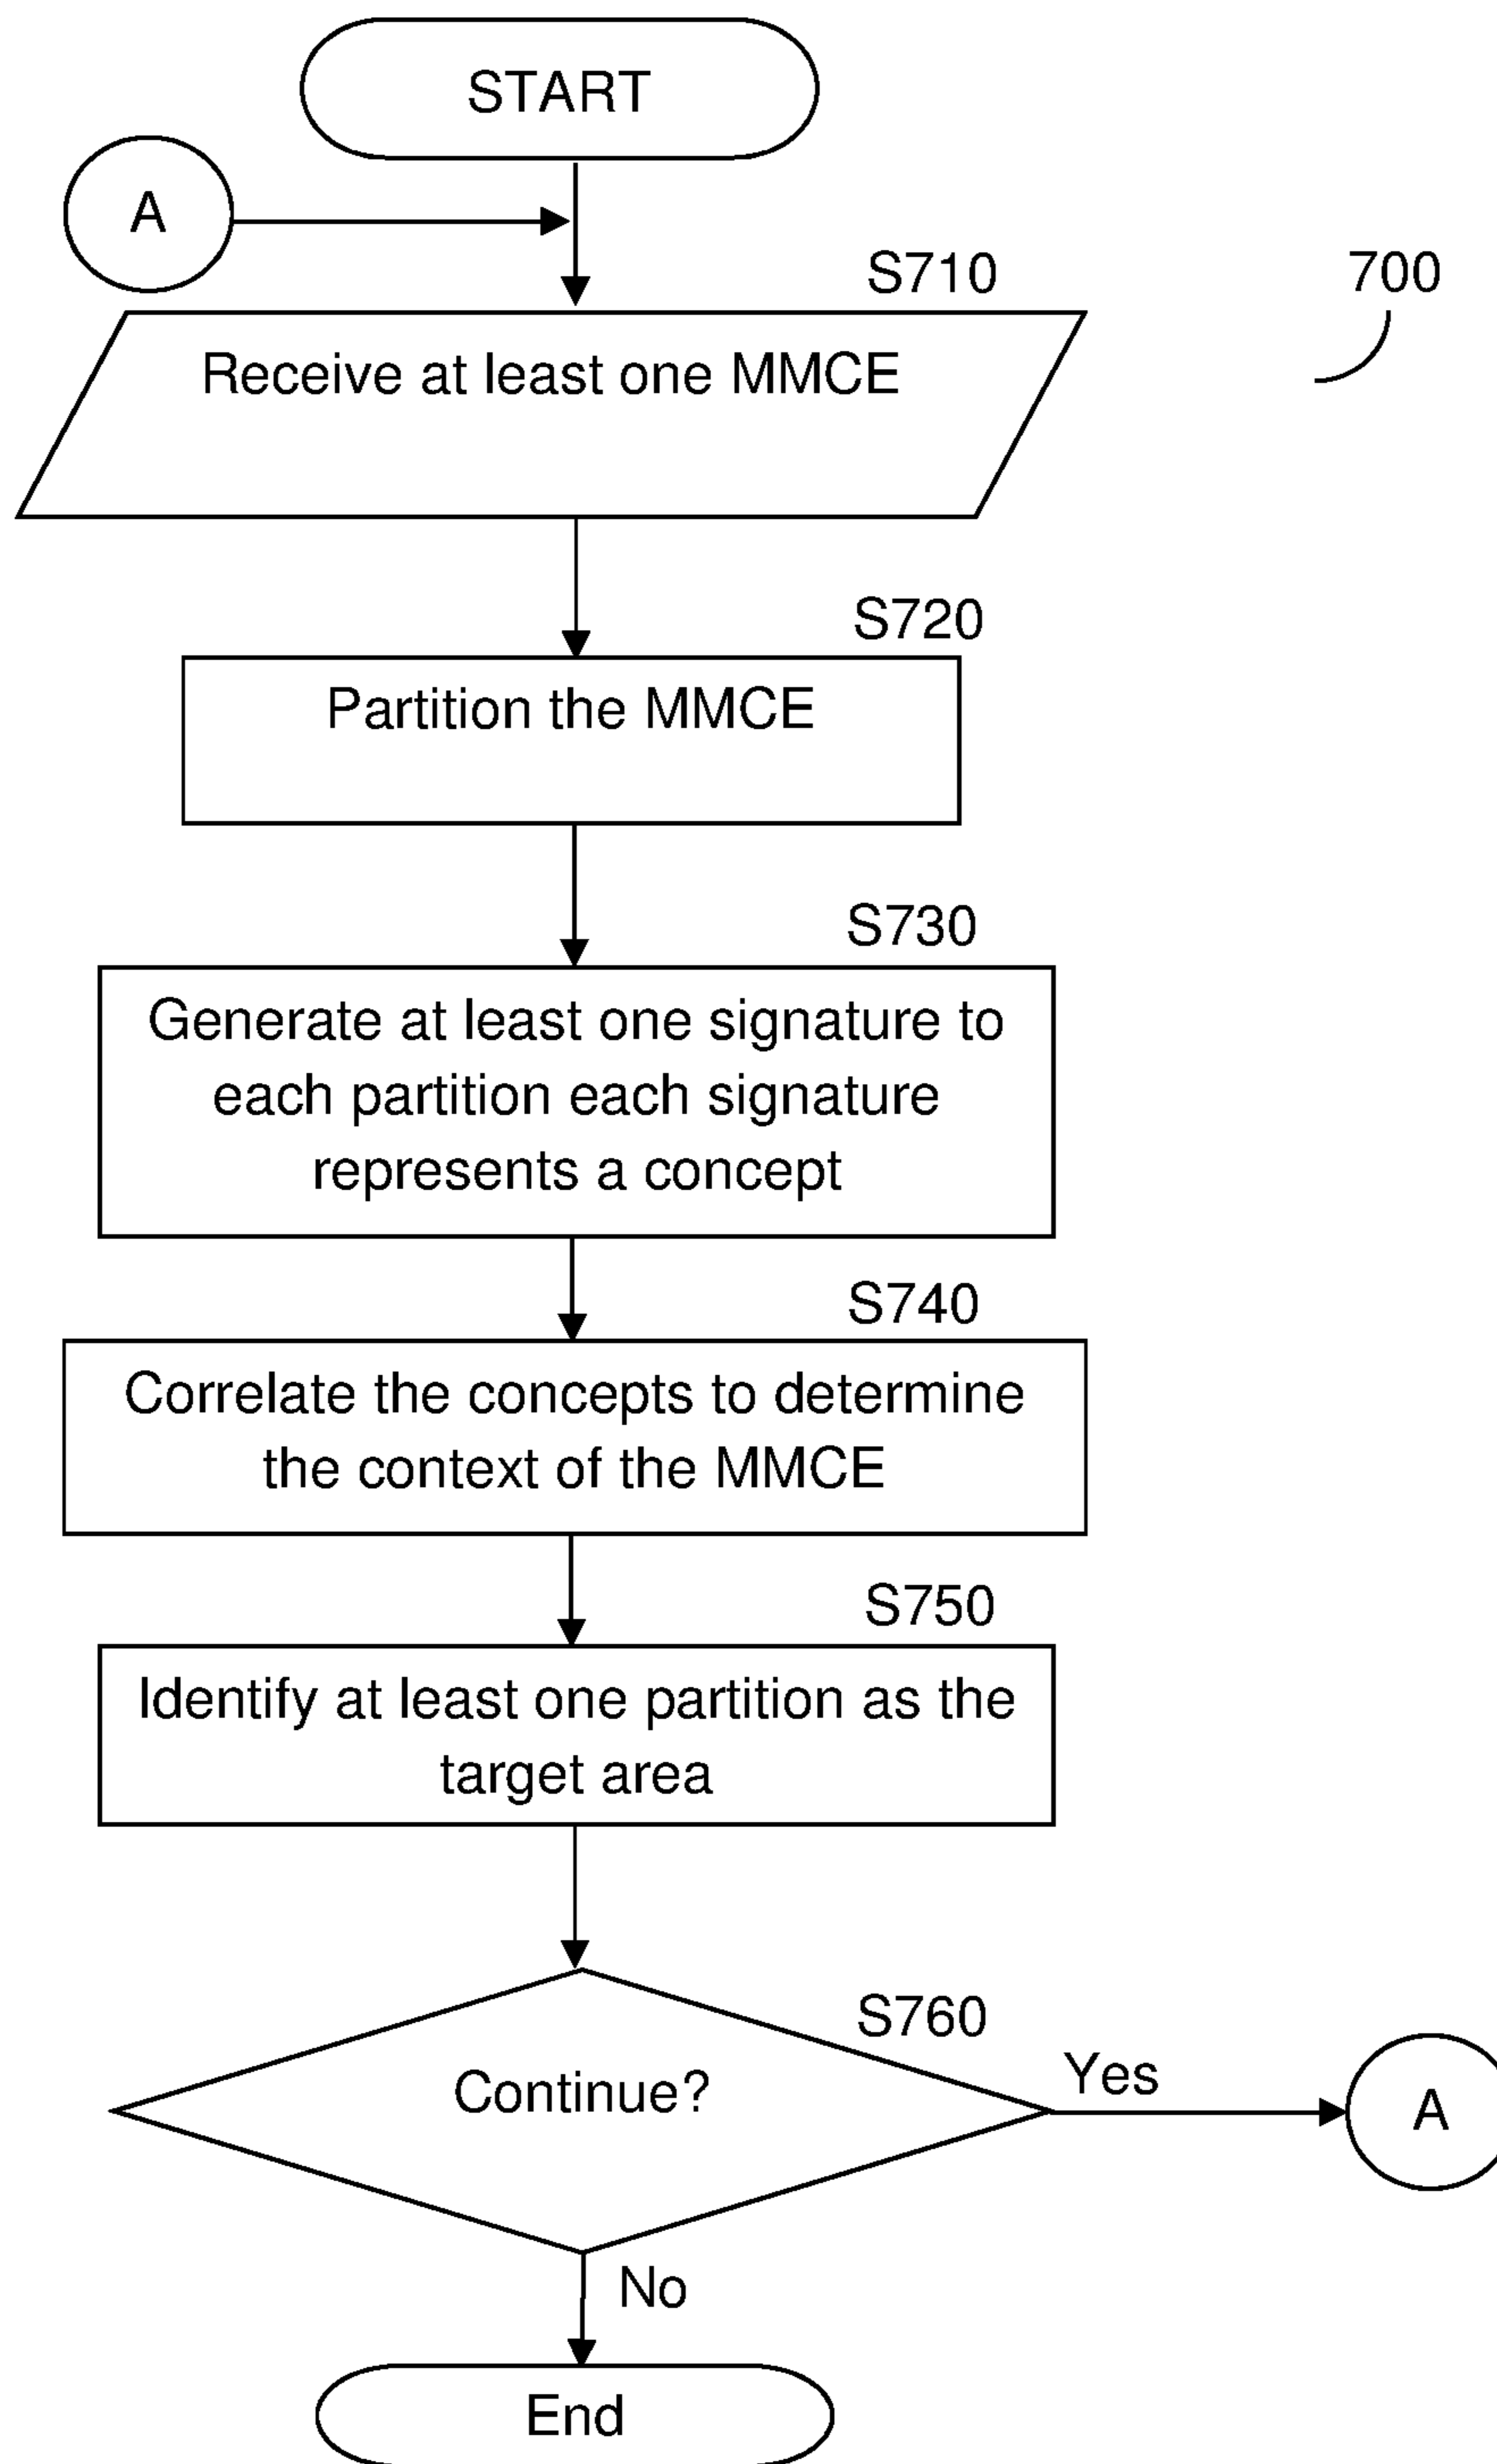 START
A
S710
700
Receive at least one MMCE
S720
Partition the MMCE
S730
Generate at least one signature to
each partition each signature
represents a concept
S740
Correlate the concepts to determine
the context of the MMCE
S750
Identify at least one partition as the
target area
S760
Continue?
Yes
A
No
End